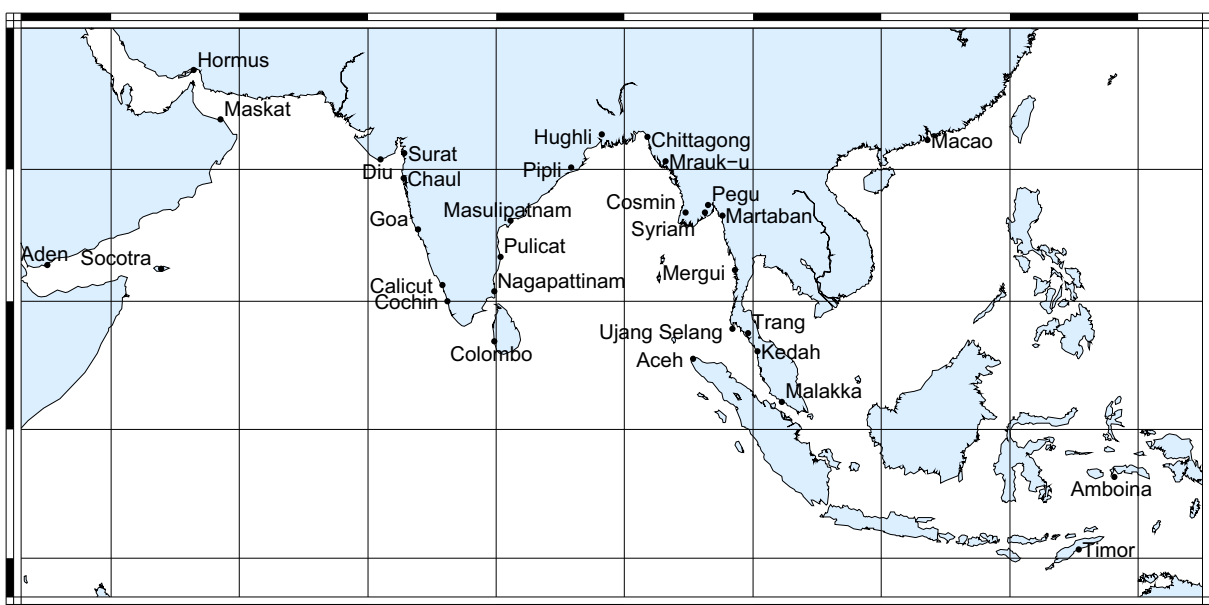 Hormus
Maskat
Hughli
Chittagong
Macao
Surat
Mrauk−u
Diu
Pipli
Chaul
Cosmin
Pegu
Masulipatnam
Goa
Martaban
Syriam
Pulicat
Aden
Socotra
Mergui
Calicut
Nagapattinam
Cochin
Trang
Ujang Selang
Colombo
Kedah
Aceh
Malakka
Amboina
Timor